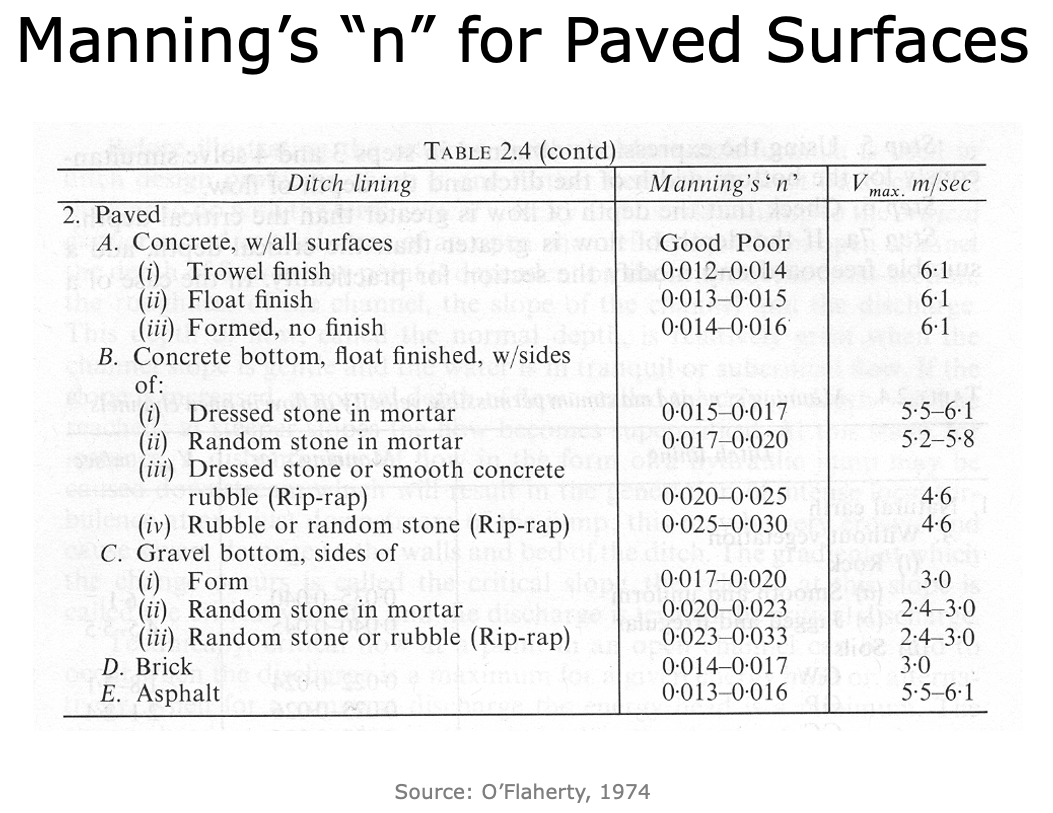 Manning’s “n” for Paved Surfaces
TABLE 2.4 (contd)
Ditch lining Manning's ‘n’ V max. m/sec
2. Paved
A. Concrete, w/all surfaces Good Poor
(i) Trowel finish 0·012–0·014 6·1
(ii) Float finish 0·013–0·015 6·1
(iii) Formed, no finish 0·014–0·016 6·1
B. Concrete bottom, float finished, w/sides
of:
(i) Dressed stone in mortar 0·015–0·017 5·5–6·1
(ii) Random stone in mortar 0·017–0·020 5·2–5·8
(iii) Dressed stone or smooth concrete
rubble (Rip-rap) 0·020–0·025 4·6
(iv) Rubble or random stone (Rip-rap) 0·025–0·030 4·6
C. Gravel bottom, sides of
(i) Form 0·017–0·020 3·0
(ii) Random stone in mortar 0·020–0·023 2·4–3·0
(iii) Random stone or rubble (Rip-rap) 0·023–0·033 2·4–3·0
D. Brick 0·014–0·017 3·0
E. Asphalt 0·013–0·016 5·5–6·1
Source: O’Flaherty, 1974